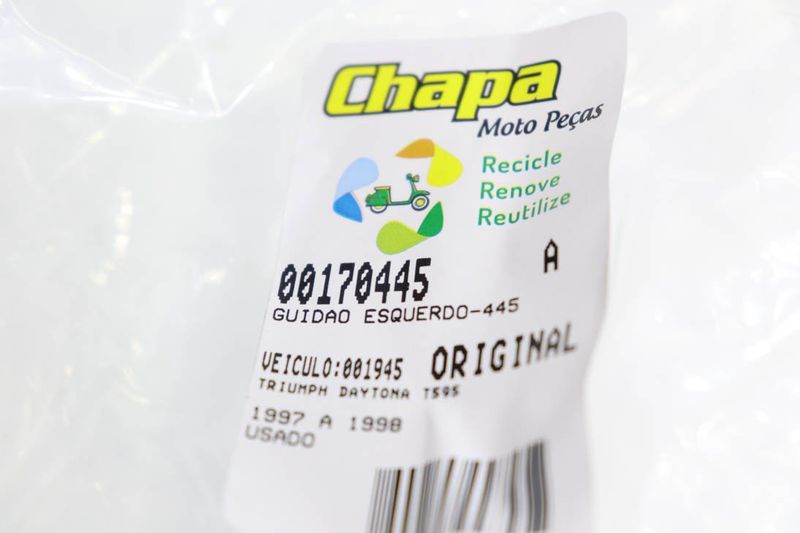 Chapa
Moto Peças
Recicle
Renove
Reutilize
A
00170445
GUIDAO ESQUERDO-445
VEICULO:001945 ORIGINAL
TRIUMPH DAYTONA T595
1997 A 1998
USADO